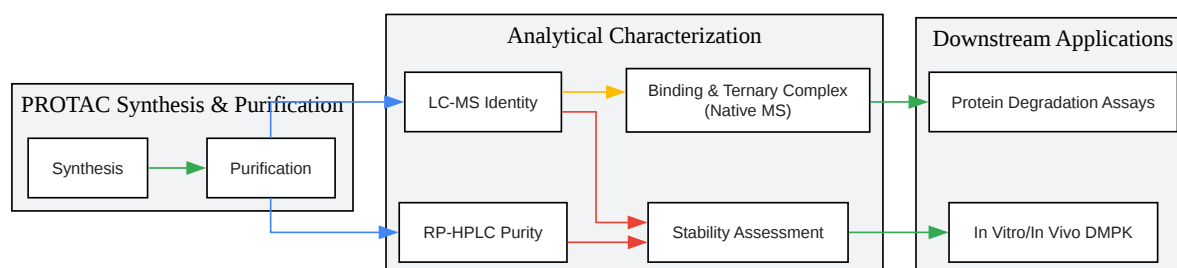 PROTAC Synthesis & Purification
Synthesis
Purification
Analytical Characterization
LC-MS Identity
Binding & Ternary Complex
(Native MS)
RP-HPLC Purity
Stability Assessment
Downstream Applications
Protein Degradation Assays
In Vitro/In Vivo DMPK